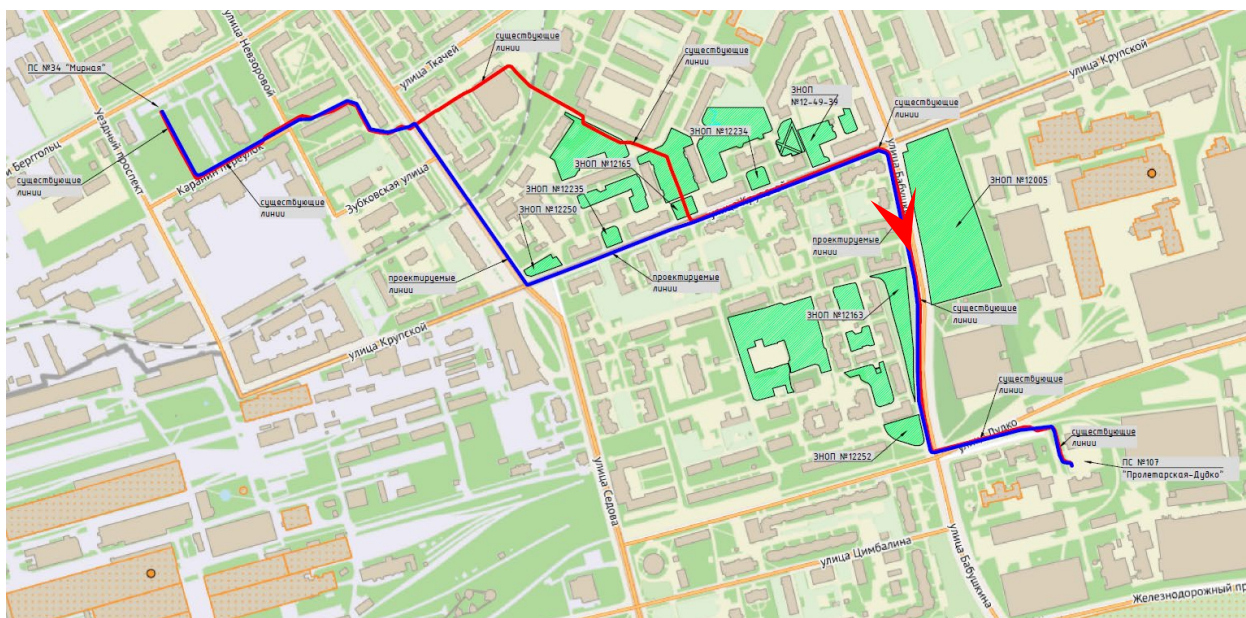 улица Невзоровой
ПС №34 "Мирная"
улица Ткачей
существующие
линии
существующие
линии
улица Крупской
ЗНОП
№12-49-39
существующие
линии
ЗНОП №12234
Уездный проспект
существующие
линии
Караний переулок
существующие
линии
Зубковская улица
ЗНОП №12165
ЗНОП №12235
ЗНОП №12250
ЗНОП №12005
проектируемые
линии
проектируемые
линии
проектируемые
линии
улица Крупской
ЗНОП №12163
существующие
линии
существующие
линии
существующие
линии
ЗНОП №12252
ПС №107
"Пролетарская-Дудко"
улица Седова
улица Цимбалина
улица Бабушкина
Железнодорожный пр